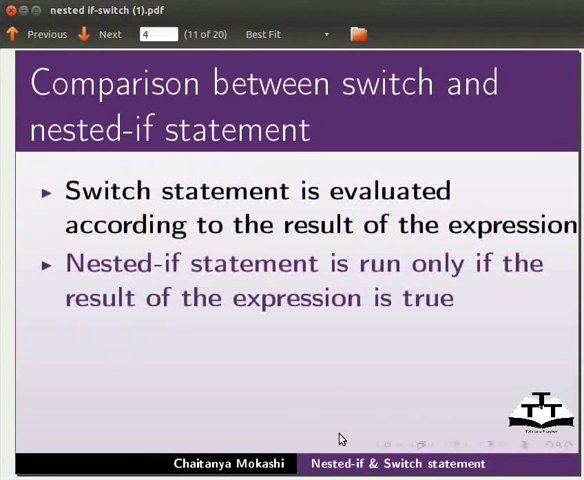 nested if-switch (1).pdf
Previous Next 4 (11 of 20) Best Fit
Comparison between switch and
nested-if statement
Switch statement is evaluated
according to the result of the expression
Nested-if statement is run only if the
result of the expression is true
Chaitanya Mokashi Nested-if & Switch statement